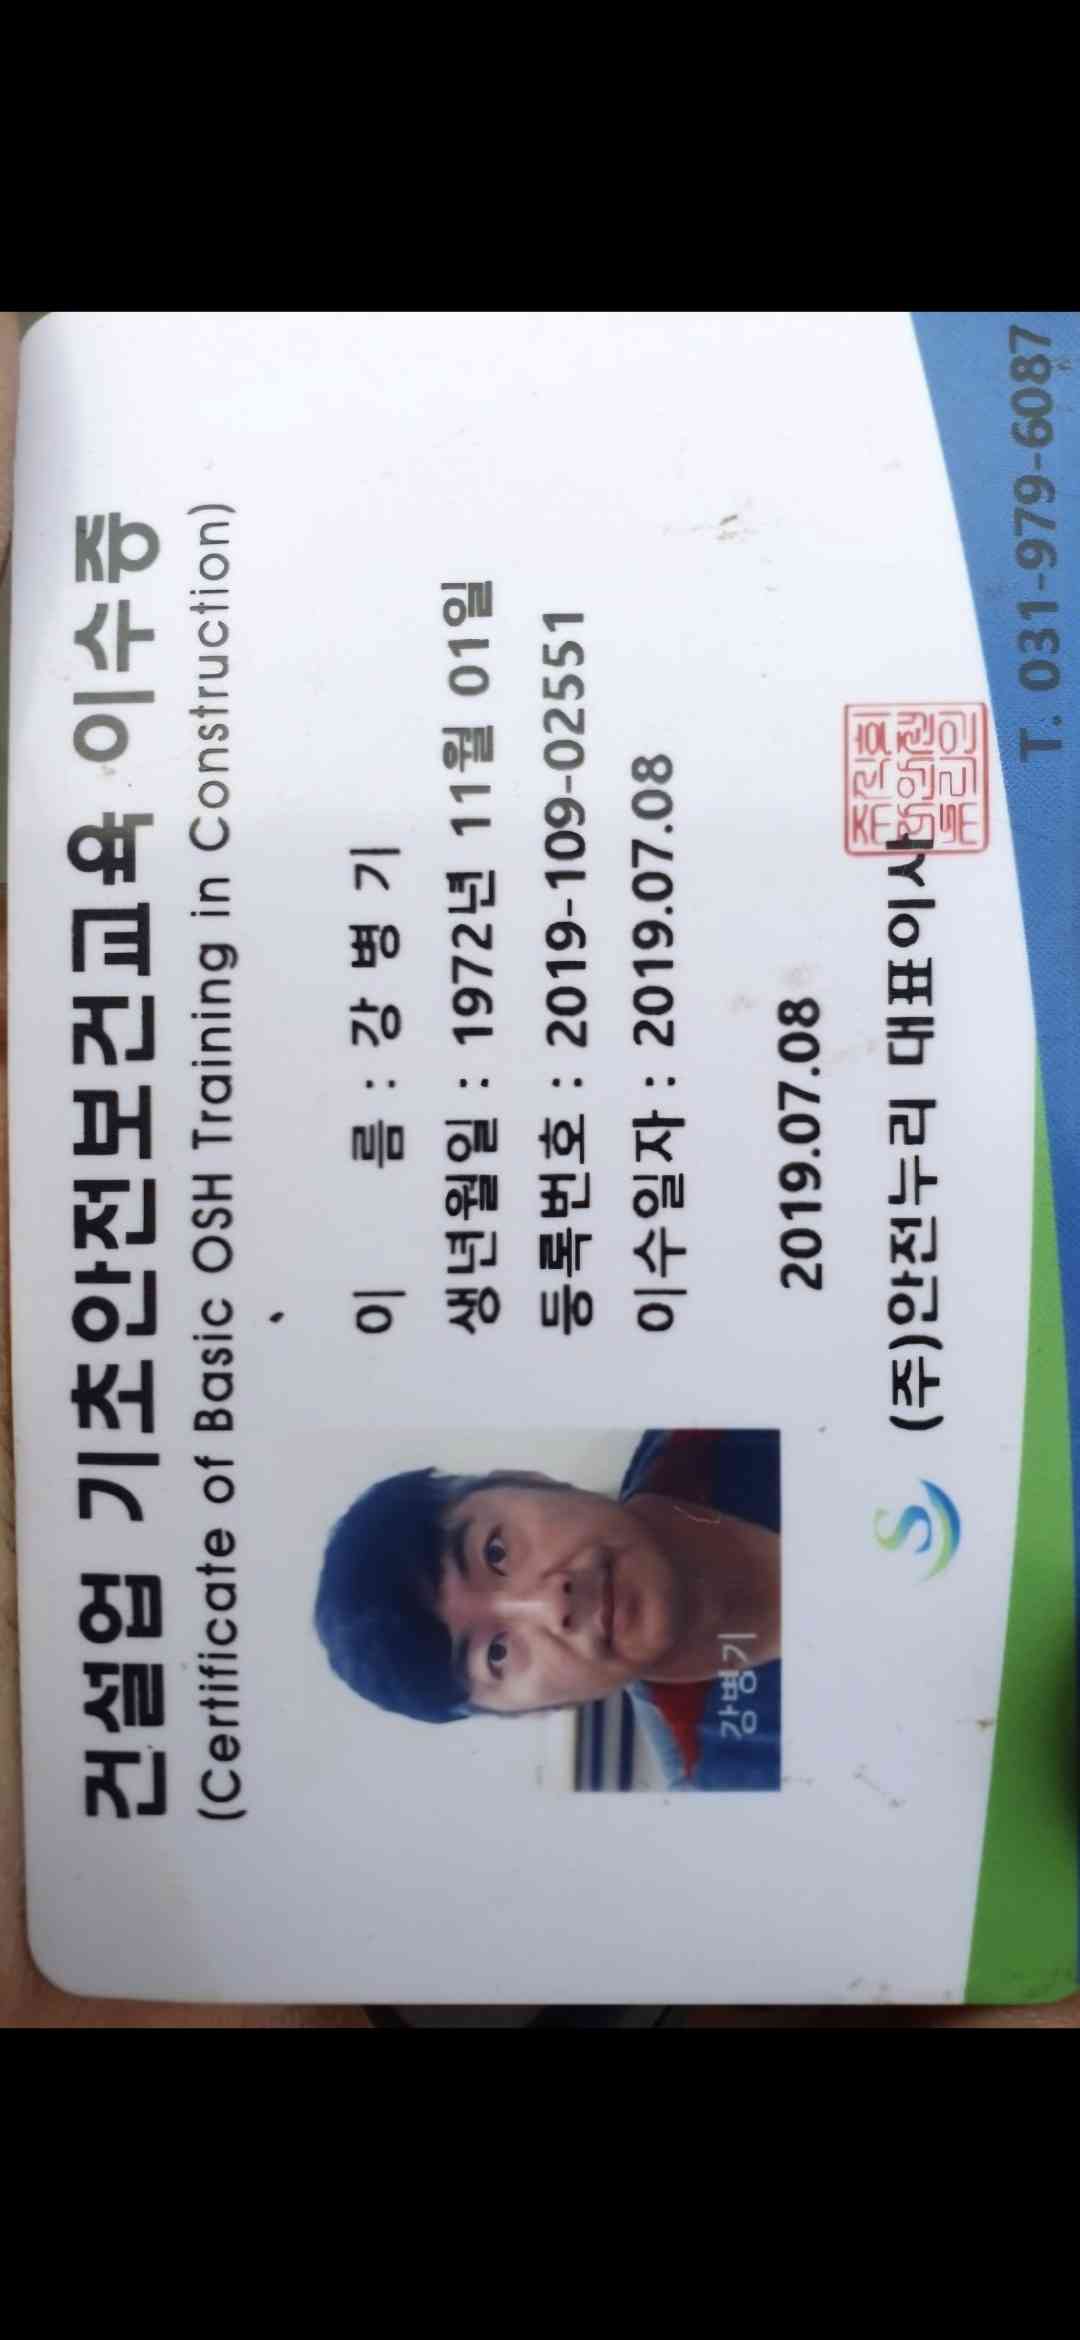 건설업 기초안전보건교육 이수증
(Certificate of Basic OSH Training in Construction)
이 름 : 강 병 기
생년월일 : 1972년 11월 01일
등록번호 : 2019-109-02551
이수일자 : 2019.07.08
강병기
2019.07.08
(주)안전누리 대표이사
T. 031-979-6087